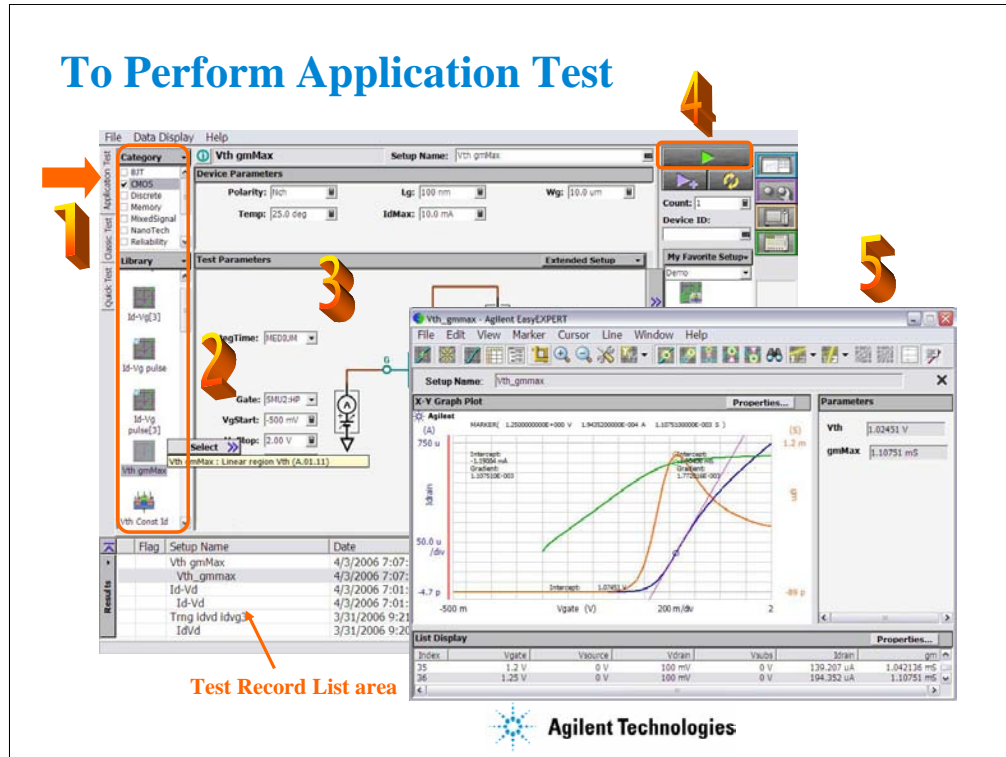 To Perform Application Test
4
File Data Display Help
Application Test
Classic Test
Quick Test
Category
BJT
CMOS
Discrete
Memory
MixedSignal
NanoTech
Reliability
1
Vth gmMax
Setup Name: Vth gmMax
Device Parameters
Polarity: Nch
Lg: 100 nm
Wg: 10.0 um
Temp: 25.0 deg
IdMax: 10.0 mA
Count: 1
Device ID:
My Favorite Setup
Demo
Library
Id-Vg[3]
Id-Vg pulse
Id-Vg pulse[3]
Vth gmMax
Vth Const Id
2
Select
Vth gmMax : Linear region Vth (A.01.11)
Test Parameters
Extended Setup
3
egTime: MEDIUM
G
A
Gate: SMU2:HP
VgStart: -500 mV
top: 2.00 V
5
Vth_gmmax - Agilent EasyEXPERT
File Edit View Marker Cursor Line Window Help
Setup Name: Vth_gmmax
X-Y Graph Plot
Properties...
Agilent
(A)
(S)
750 u
1.2 m
Intercept:
Gradient:
1.107510E-003
Gradient:
Idrain
gm
50.0 u
/div
Intercept:
-4.7 p
-89 p
-500 m
Vgate (V)
200 m/div
2
Parameters
Vth 1.02451 V
gmMax 1.10751 mS
List Display
Properties...
Index Vgate Vsource Vdrain Vsubs Idrain gm
35 1.2 V 0 V 100 mV 0 V 139.207 uA 1.042136 mS
36 1.25 V 0 V 100 mV 0 V 194.352 uA 1.10751 mS
Results
Flag Setup Name Date
Vth gmMax 4/3/2006 7:07:
Vth_gmmax 4/3/2006 7:07:
Id-Vd 4/3/2006 7:01:
Id-Vd 4/3/2006 7:01:
Trng Idvd Idvg3 3/31/2006 9:21
IdVd 3/31/2006 9:20
Test Record List area
Agilent Technologies